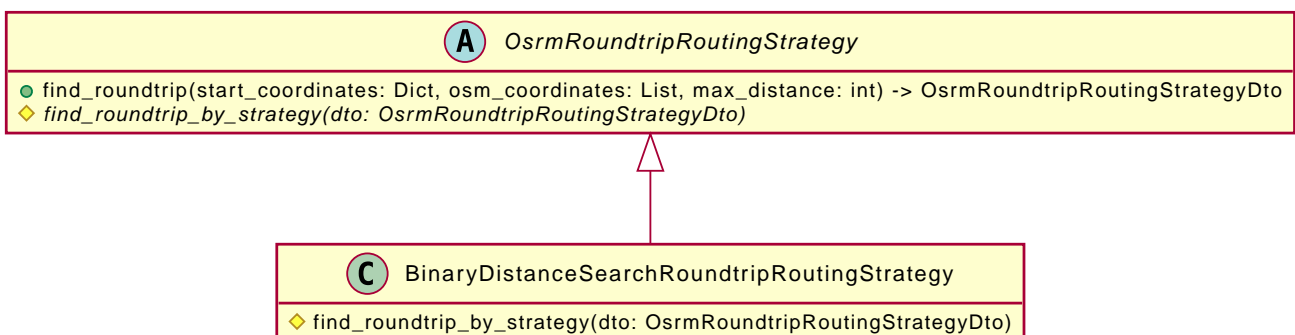 A OsrmRoundtripRoutingStrategy
find_roundtrip(start_coordinates: Dict, osm_coordinates: List, max_distance: int) -> OsrmRoundtripRoutingStrategyDto
find_roundtrip_by_strategy(dto: OsrmRoundtripRoutingStrategyDto)
C BinaryDistanceSearchRoundtripRoutingStrategy
find_roundtrip_by_strategy(dto: OsrmRoundtripRoutingStrategyDto)